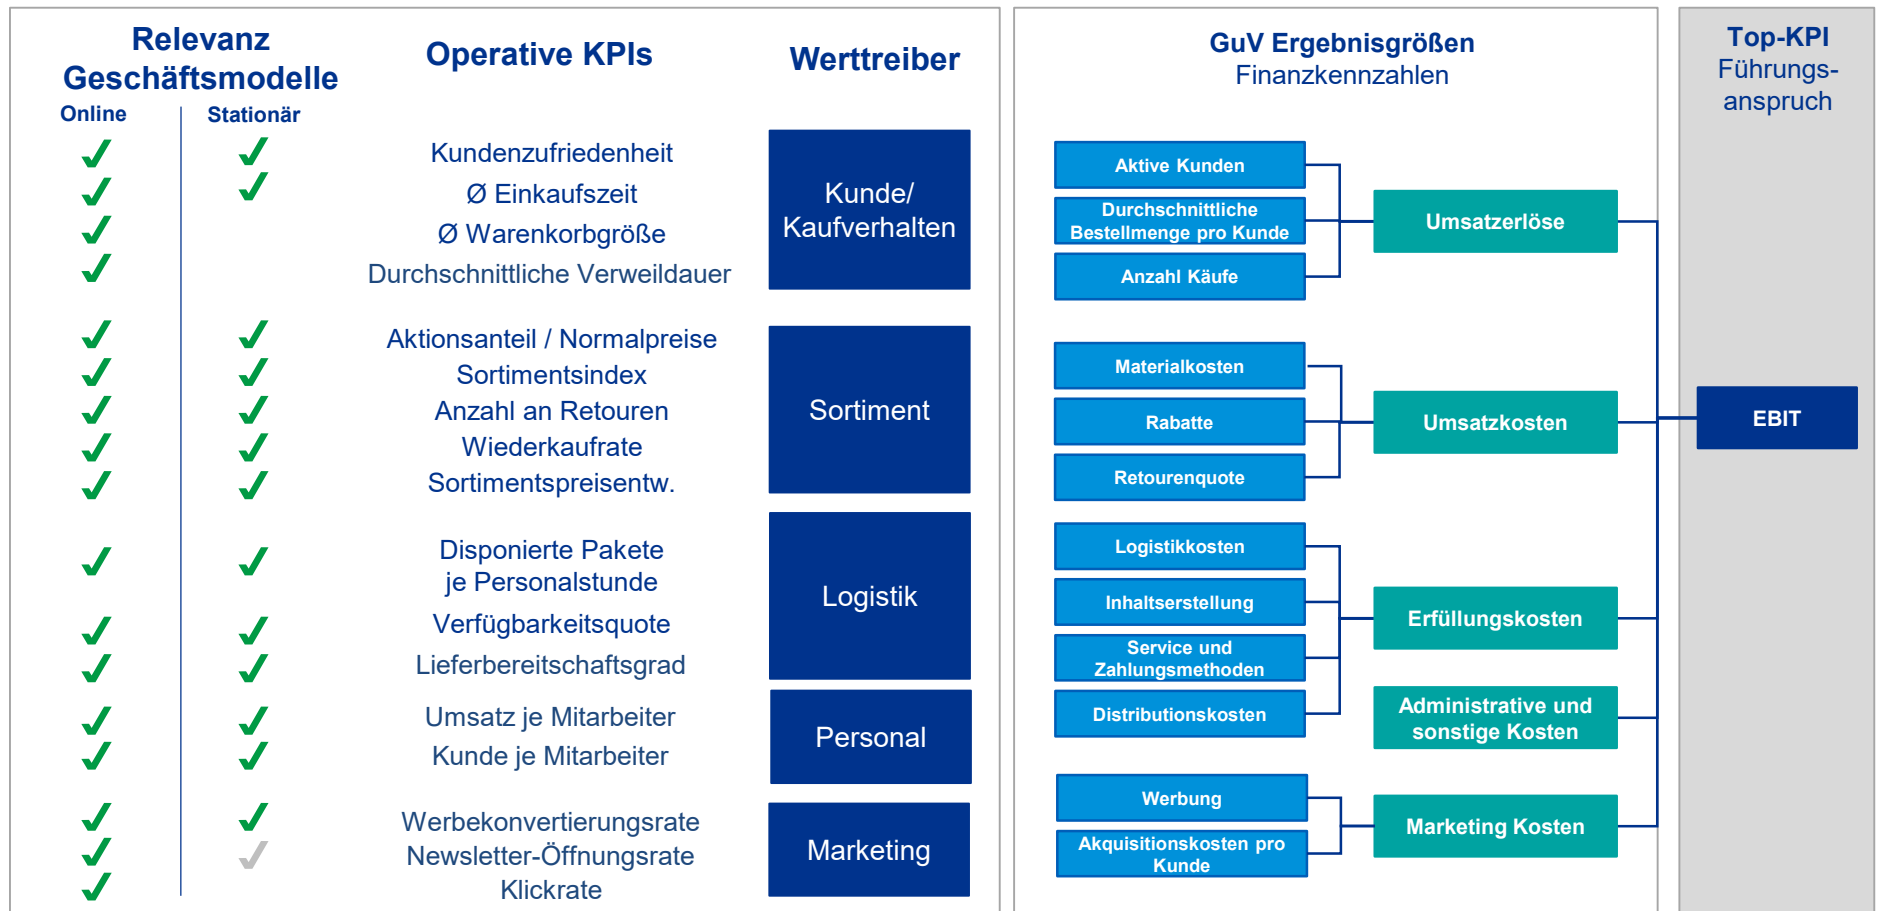 Relevanz
Geschäftsmodelle
Online
Stationär
Operative KPIs
Werttreiber
Kundenzufriedenheit
Ø Einkaufszeit
Ø Warenkorbgröße
Durchschnittliche Verweildauer
Kunde/
Kaufverhalten
Aktionsanteil / Normalpreise
Sortimentsindex
Anzahl an Retouren
Wiederkaufrate
Sortimentspreisentw.
Sortiment
Disponierte Pakete
je Personalstunde
Verfügbarkeitsquote
Lieferbereitschaftsgrad
Logistik
Umsatz je Mitarbeiter
Kunde je Mitarbeiter
Personal
Werbekonvertierungsrate
Newsletter-Öffnungsrate
Klickrate
Marketing
GuV Ergebnisgrößen
Finanzkennzahlen
Aktive Kunden
Durchschnittliche
Bestellmenge pro Kunde
Anzahl Käufe
Umsatzerlöse
Materialkosten
Rabatte
Retourenquote
Umsatzkosten
Logistikkosten
Inhaltserstellung
Service und
Zahlungsmethoden
Distributionskosten
Erfüllungskosten
Administrative und
sonstige Kosten
Werbung
Akquisitionskosten pro
Kunde
Marketing Kosten
Top-KPI
Führungs-
anspruch
EBIT